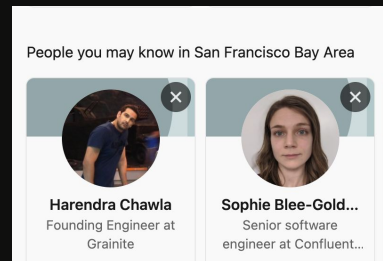 People you may know in San Francisco Bay Area
Harendra Chawla
Founding Engineer at
Grainite
Sophie Blee-Gold...
Senior software
engineer at Confluent...